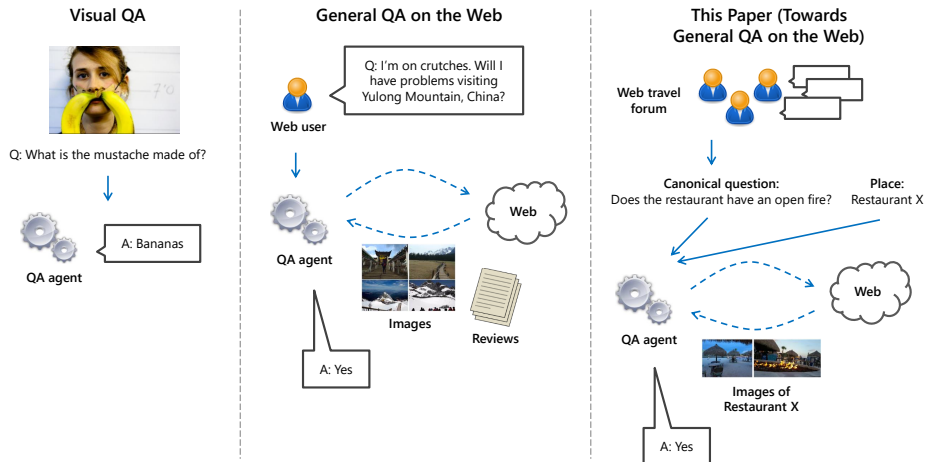 Visual QA
Q: What is the mustache made of?
QA agent
A: Bananas
General QA on the Web
Web user
Q: I'm on crutches. Will I
have problems visiting
Yulong Mountain, China?
QA agent
Web
Images
Reviews
A: Yes
This Paper (Towards
General QA on the Web)
Web travel
forum
Canonical question:
Does the restaurant have an open fire?
Place:
Restaurant X
QA agent
Web
Images of
Restaurant X
A: Yes